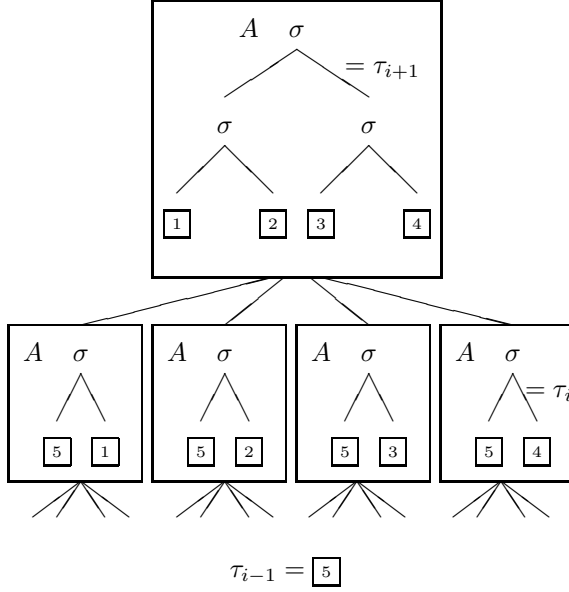 A σ
= τ_{i+1}
σ σ
1 2 3 4
A σ A σ A σ A σ
= τ_i
5 1 5 2 5 3 5 4
τ_{i−1} = 5